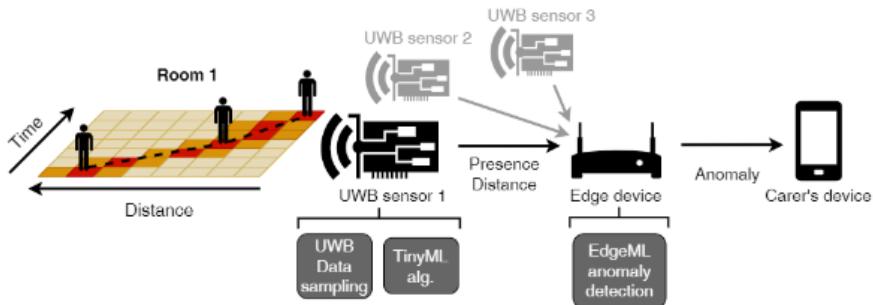 UWB sensor 3
UWB sensor 2
Room 1
Time
Distance
UWB sensor 1
Presence
Distance
Edge device
Anomaly
Carer's device
UWB
Data
sampling
TinyML
alg.
EdgeML
anomaly
detection